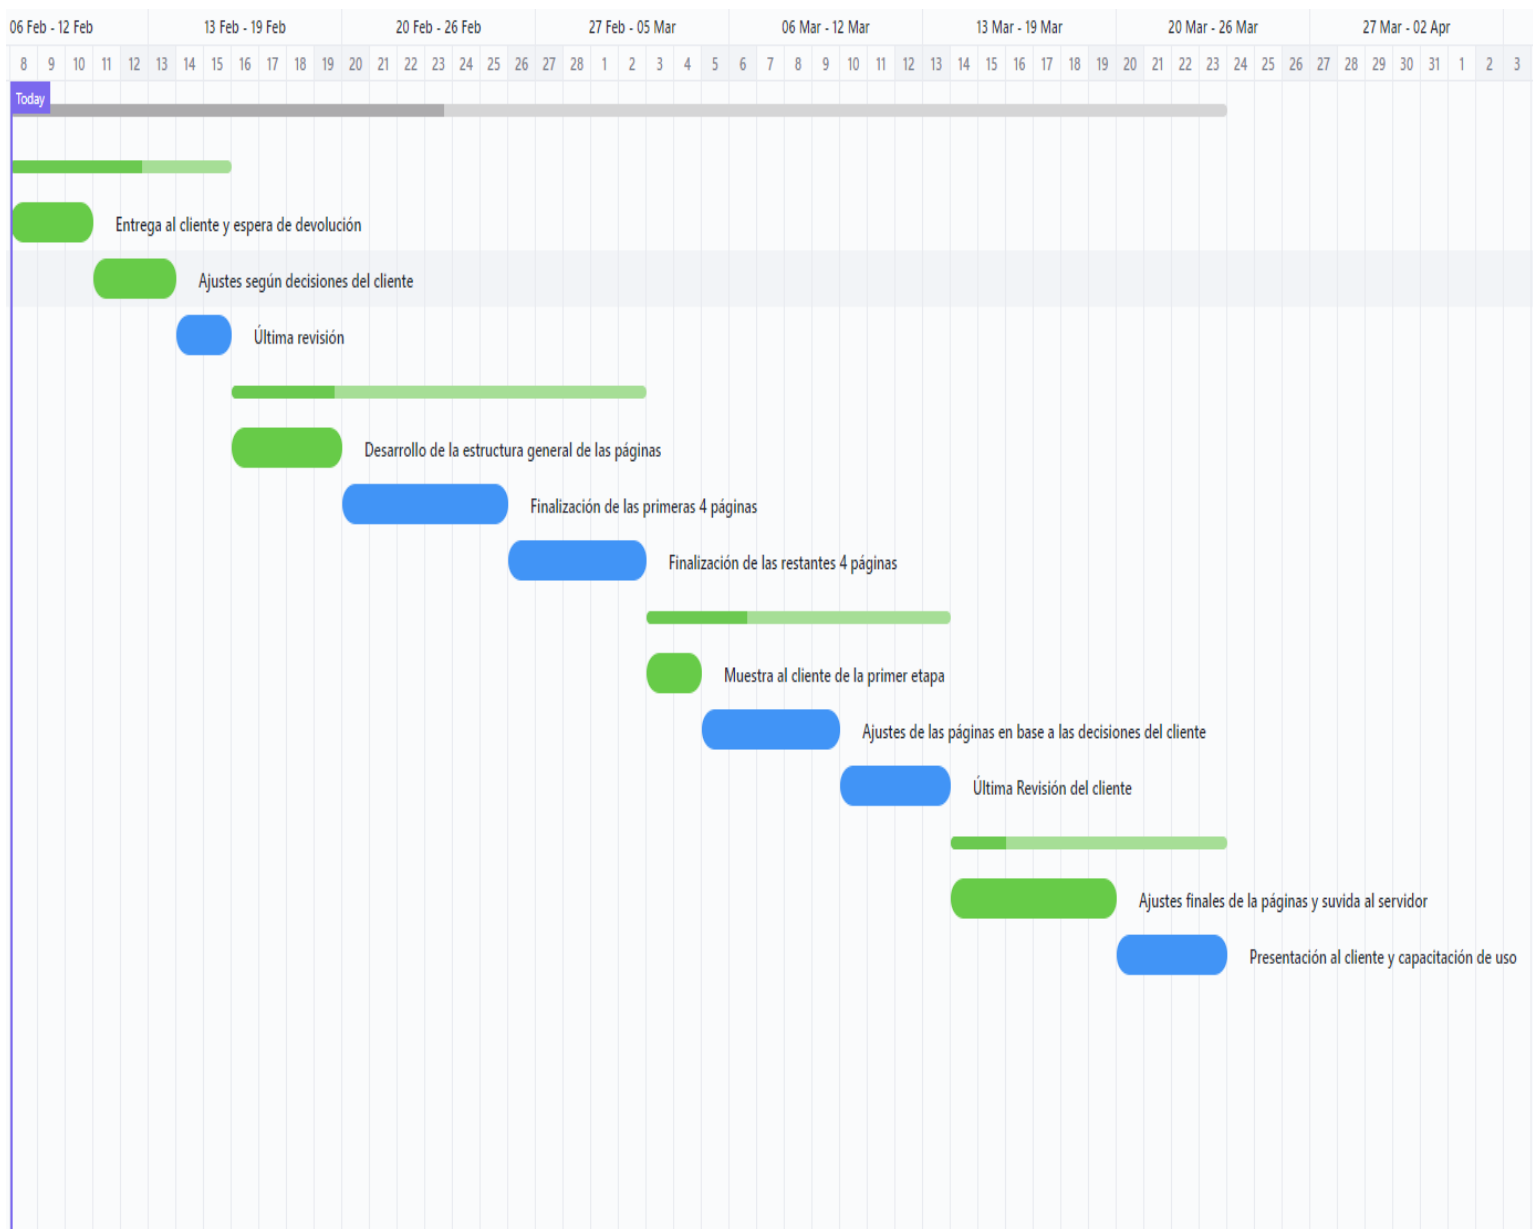 06 Feb - 12 Feb 13 Feb - 19 Feb 20 Feb - 26 Feb 27 Feb - 05 Mar 06 Mar - 12 Mar 13 Mar - 19 Mar 20 Mar - 26 Mar 27 Mar - 02 Apr
8 9 10 11 12 13 14 15 16 17 18 19 20 21 22 23 24 25 26 27 28 1 2 3 4 5 6 7 8 9 10 11 12 13 14 15 16 17 18 19 20 21 22 23 24 25 26 27 28 29 30 31 1 2 3
Today
Entrega al cliente y espera de devolución
Ajustes según decisiones del cliente
Última revisión
Desarrollo de la estructura general de las páginas
Finalización de las primeras 4 páginas
Finalización de las restantes 4 páginas
Muestra al cliente de la primer etapa
Ajustes de las páginas en base a las decisiones del cliente
Última Revisión del cliente
Ajustes finales de la páginas y suvida al servidor
Presentación al cliente y capacitación de uso